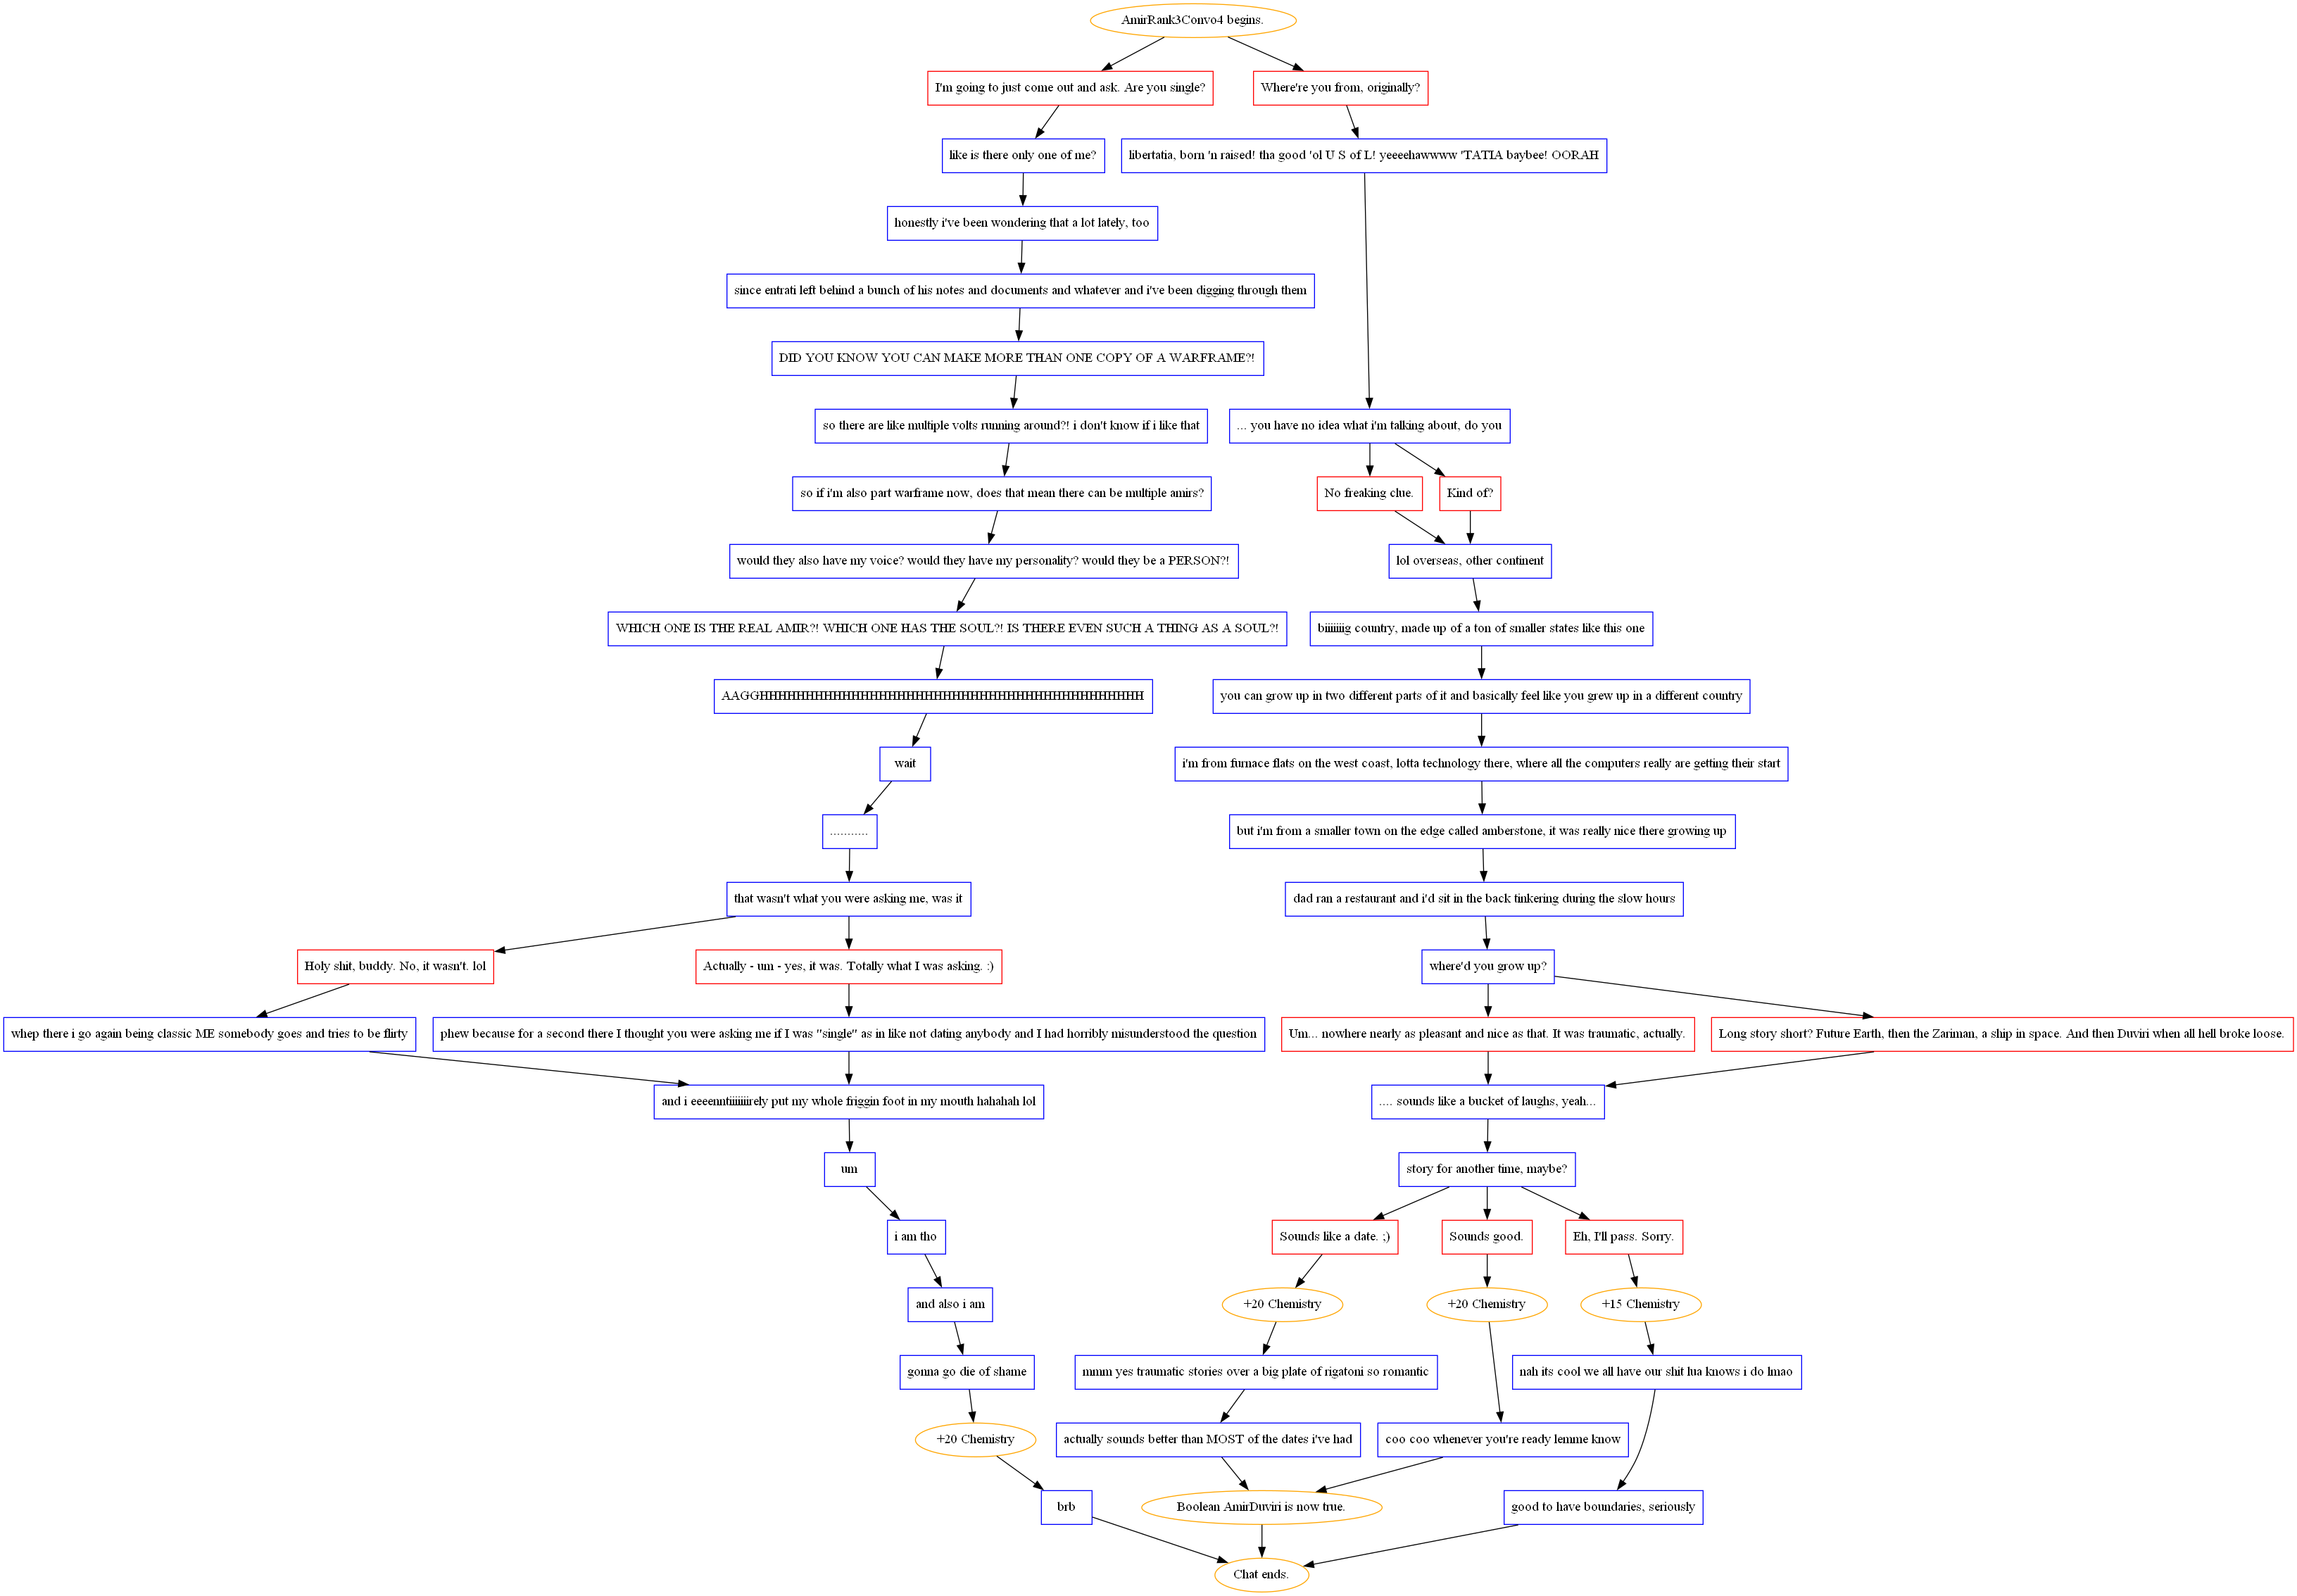 AmirRank3Convo4 begins.
I'm going to just come out and ask. Are you single?
Where're you from, originally?
like is there only one of me?
libertatia, born 'n raised! tha good 'ol U S of L! yeeeehawwww 'TATIA baybee! OORAH
honestly i've been wondering that a lot lately, too
since entrati left behind a bunch of his notes and documents and whatever and i've been digging through them
DID YOU KNOW YOU CAN MAKE MORE THAN ONE COPY OF A WARFRAME?!
so there are like multiple volts running around?! i don't know if i like that
... you have no idea what i'm talking about, do you
so if i'm also part warframe now, does that mean there can be multiple amirs?
No freaking clue.
Kind of?
would they also have my voice? would they have my personality? would they be a PERSON?!
lol overseas, other continent
WHICH ONE IS THE REAL AMIR?! WHICH ONE HAS THE SOUL?! IS THERE EVEN SUCH A THING AS A SOUL?!
biiiiiiig country, made up of a ton of smaller states like this one
AAGGHHHHHHHHHHHHHHHHHHHHHHHHHHHHHHHHHHHHHHHHHH
you can grow up in two different parts of it and basically feel like you grew up in a different country
wait
i'm from furnace flats on the west coast, lotta technology there, where all the computers really are getting their start
...........
but i'm from a smaller town on the edge called amberstone, it was really nice there growing up
that wasn't what you were asking me, was it
dad ran a restaurant and i'd sit in the back tinkering during the slow hours
Holy shit, buddy. No, it wasn't. lol
Actually - um - yes, it was. Totally what I was asking. :)
where'd you grow up?
whep there i go again being classic ME somebody goes and tries to be flirty
phew because for a second there I thought you were asking me if I was "single" as in like not dating anybody and I had horribly misunderstood the question
Um... nowhere nearly as pleasant and nice as that. It was traumatic, actually.
Long story short? Future Earth, then the Zariman, a ship in space. And then Duviri when all hell broke loose.
and i eeeenntiiiiiiirely put my whole friggin foot in my mouth hahahah lol
.... sounds like a bucket of laughs, yeah...
um
story for another time, maybe?
i am tho
Sounds like a date. ;)
Sounds good.
Eh, I'll pass. Sorry.
and also i am
+20 Chemistry
+20 Chemistry
+15 Chemistry
gonna go die of shame
mmm yes traumatic stories over a big plate of rigatoni so romantic
nah its cool we all have our shit lua knows i do lmao
+20 Chemistry
actually sounds better than MOST of the dates i've had
coo coo whenever you're ready lemme know
brb
Boolean AmirDuviri is now true.
good to have boundaries, seriously
Chat ends.